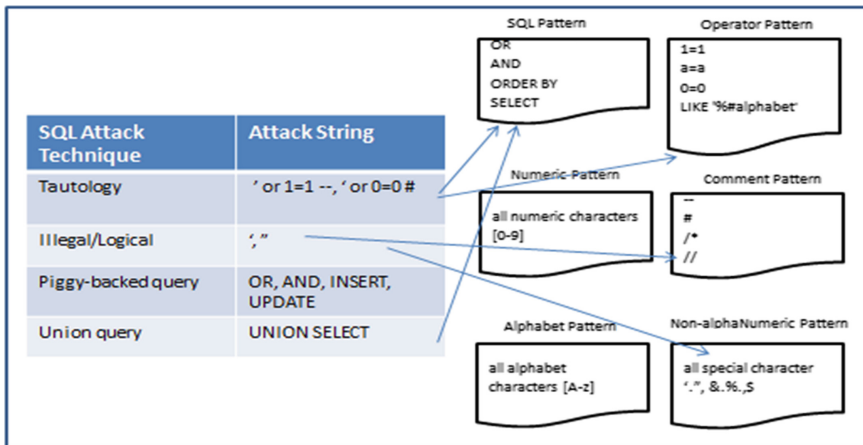 SQL Pattern
OR
AND
ORDER BY
SELECT
Operator Pattern
1=1
a=a
0=0
LIKE '%#alphabet'
SQL Attack
Technique
Attack String
Tautology
’ or 1=1 --, ‘ or 0=0 #
Illegal/Logical
‘, ”
Piggy-backed query
OR, AND, INSERT,
UPDATE
Union query
UNION SELECT
Numeric Pattern
all numeric characters
[0-9]
Comment Pattern
--
#
/*
//
Alphabet Pattern
all alphabet
characters [A-z]
Non-alphaNumeric Pattern
all special character
‘.”, &.%.,$